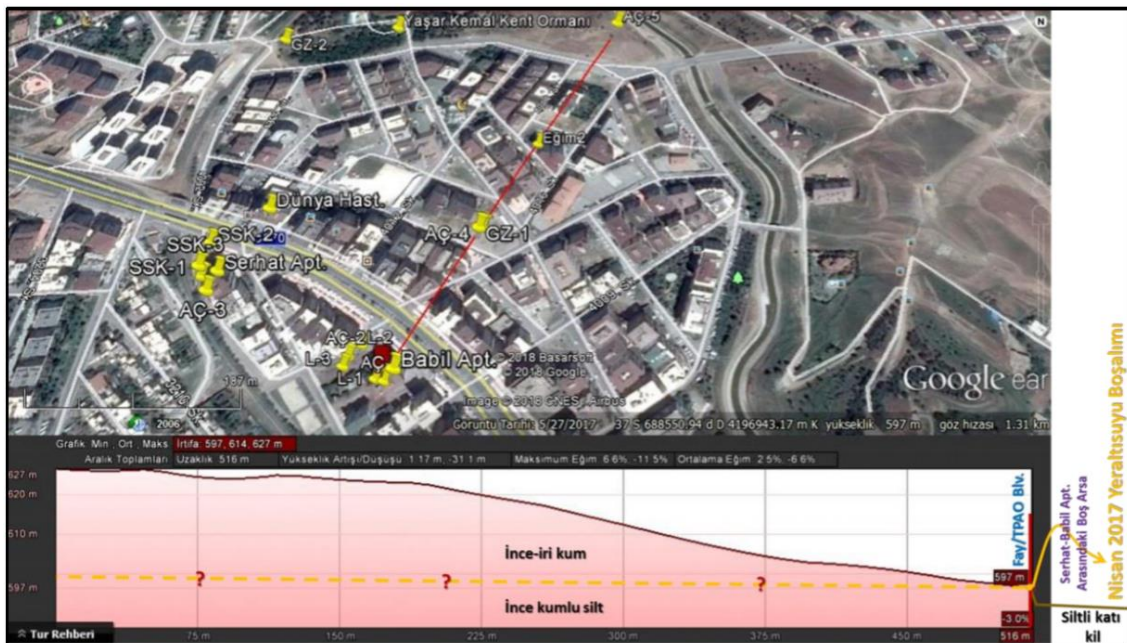 Yaşar Kemal Kent Ormanı
AÇ-5
N
GZ-2
Eğim2
Dünya Hast.
AÇ-4
GZ-1
SSK-2
SSK-3
SSK-1
Serhat Apt.
AÇ-3
AÇ-2
L-2
L-3
AÇ
Babil Apt.
L-1
187 m
© 2018 Basarsoft
© 2018 Google
Image © 2018 CNES / Airbus
Google ear
2006
Görüntü Tarihi: 5/27/2017
37 S 688550.94 d D 4196943.17 m K yükseklik 597 m göz hizası 1.31 km
Grafik Min , Ort , Maks İrtifa: 597, 614, 627 m
Aralık Toplamları Uzaklık: 516 m Yükseklik Artışı/Düşüşü: 1.17 m, -31.1 m Maksimum Eğim: 6.6%, -11.5% Ortalama Eğim: 2.5%, -6.6%
627 m
620 m
610 m
597 m
İnce-iri kum
? ? ?
İnce kumlu silt
597 m
-3.0%
Tur Rehberi
75 m 150 m 225 m 300 m 375 m 450 m 516 m
Fay/TPAO Blv.
Serhat-Babil Apt.
Arasındaki Boş Arsa
Nisan 2017 Yeraltısuyu Boşalımı
Siltli katı
kil